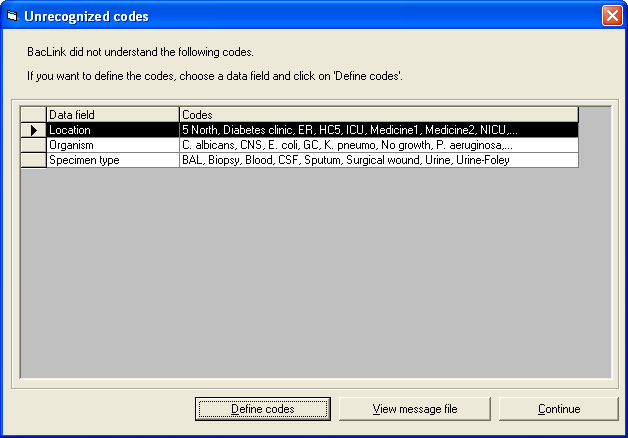 Unrecognized codes
BacLink did not understand the following codes.
If you want to define the codes, choose a data field and click on 'Define codes'.
Data field Codes
Location 5 North, Diabetes clinic, ER, HC5, ICU, Medicine1, Medicine2, NICU,...
Organism C. albicans, CNS, E. coli, GC, K. pneumo, No growth, P. aeruginosa,...
Specimen type BAL, Biopsy, Blood, CSF, Sputum, Surgical wound, Urine, Urine-Foley
Define codes View message file Continue